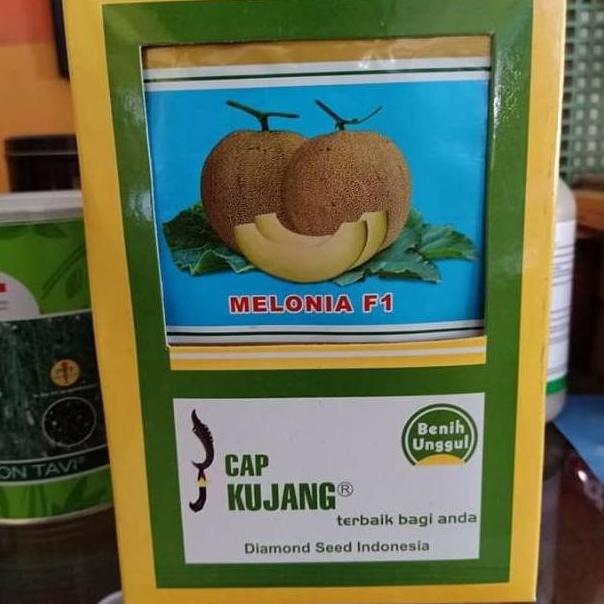 MELONIA F1
Benih
Unggul
CAP
KUJANG®
terbaik bagi anda
Diamond Seed Indonesia
ON TAVI